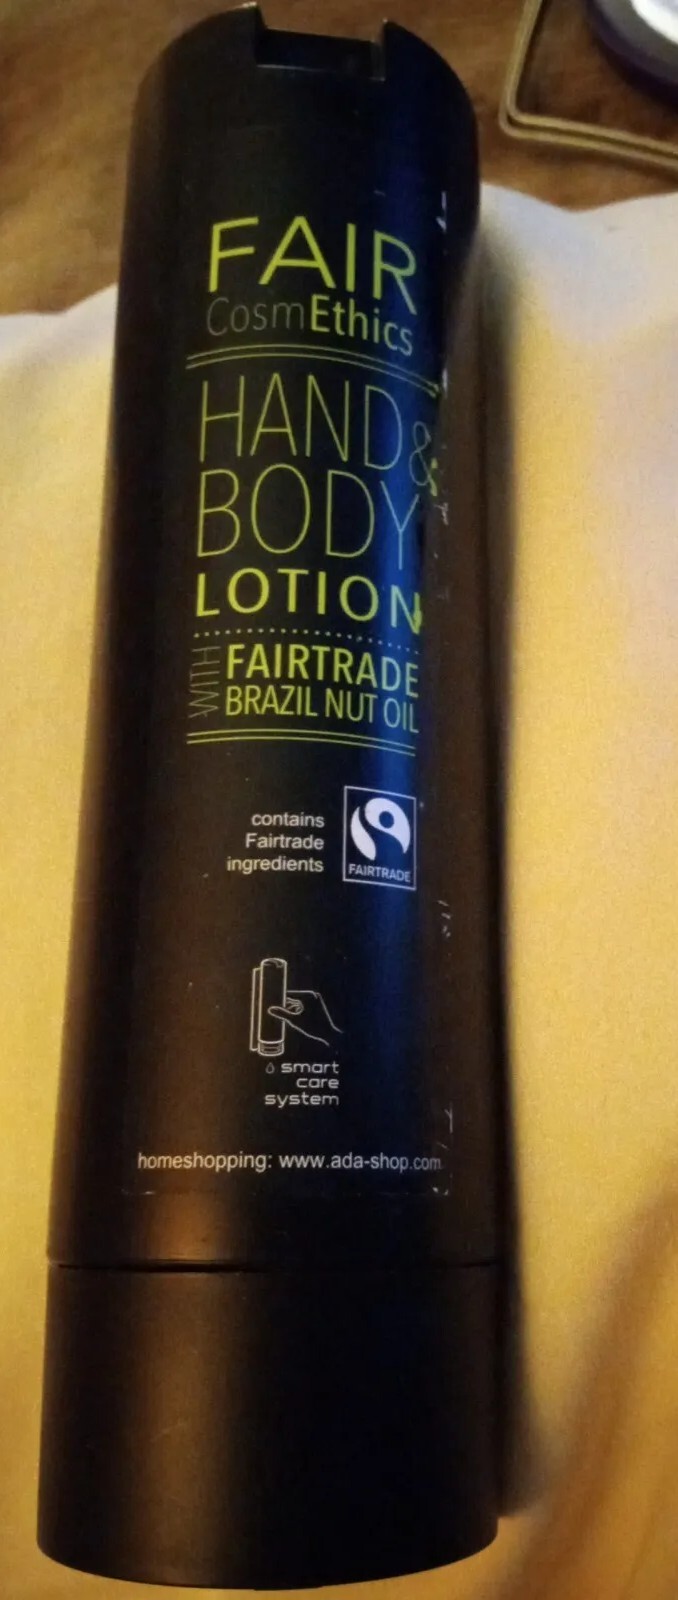 FAIR
CosmEthics
HAND &
BODY
LOTION
WITH FAIRTRADE
BRAZIL NUT OIL
contains
Fairtrade
ingredients
FAIRTRADE
smart
care
system
homeshopping: www.ada-shop.com